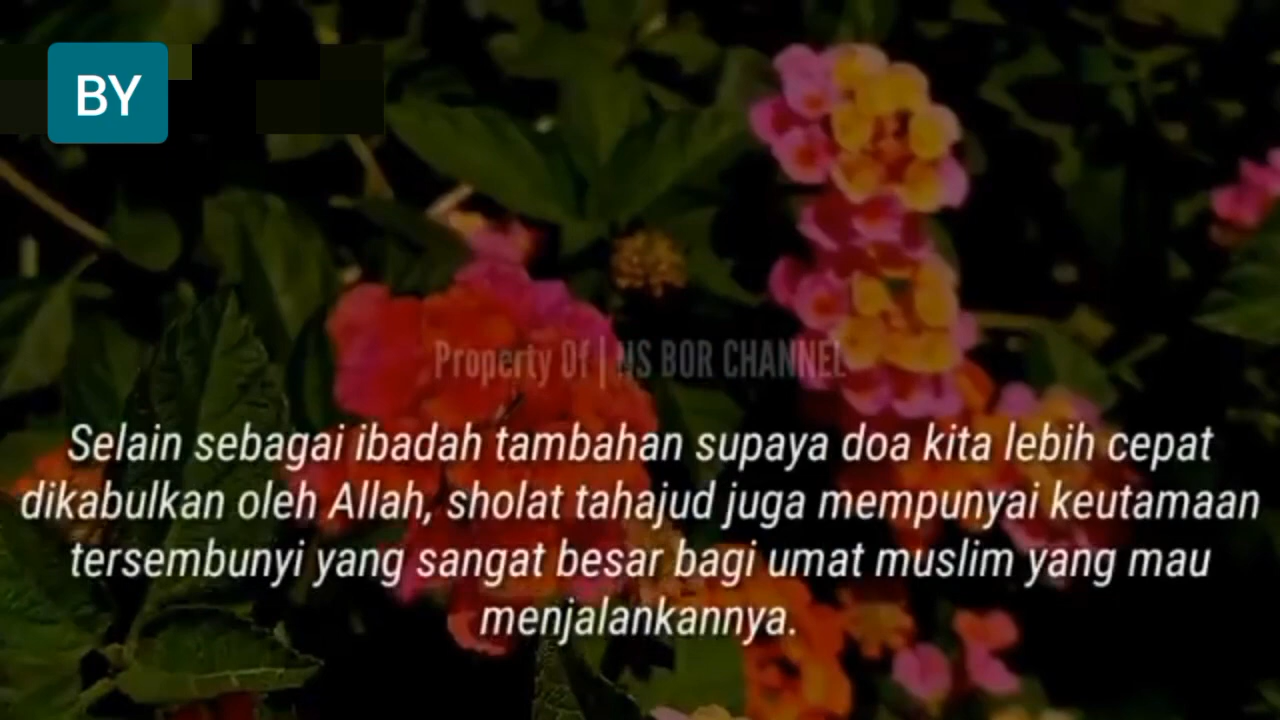 BY
Property Of | NS BOR CHANNEL
Selain sebagai ibadah tambahan supaya doa kita lebih cepat
dikabulkan oleh Allah, sholat tahajud juga mempunyai keutamaan
tersembunyi yang sangat besar bagi umat muslim yang mau
menjalankannya.